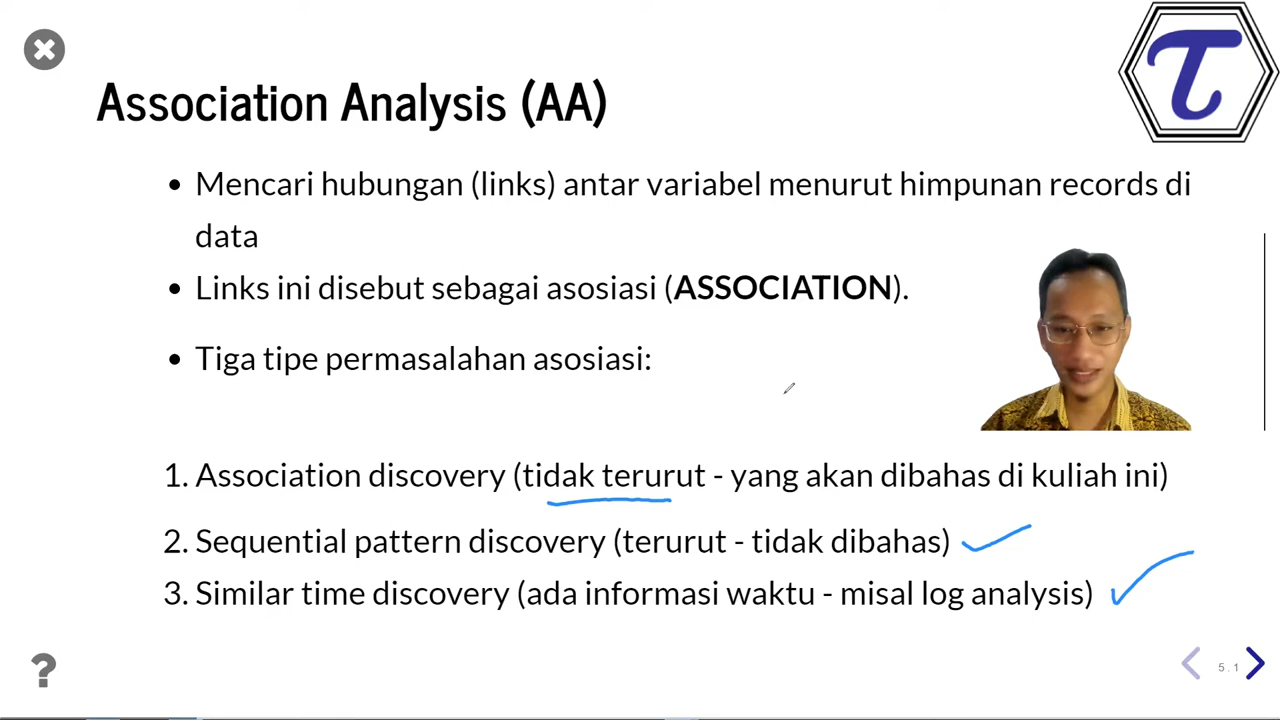 Association Analysis (AA)
• Mencari hubungan (links) antar variabel menurut himpunan records di
data
• Links ini disebut sebagai asosiasi (ASSOCIATION).
• Tiga tipe permasalahan asosiasi:
1. Association discovery (tidak terurut - yang akan dibahas di kuliah ini)
2. Sequential pattern discovery (terurut - tidak dibahas)
3. Similar time discovery (ada informasi waktu - misal log analysis)
?
5.1